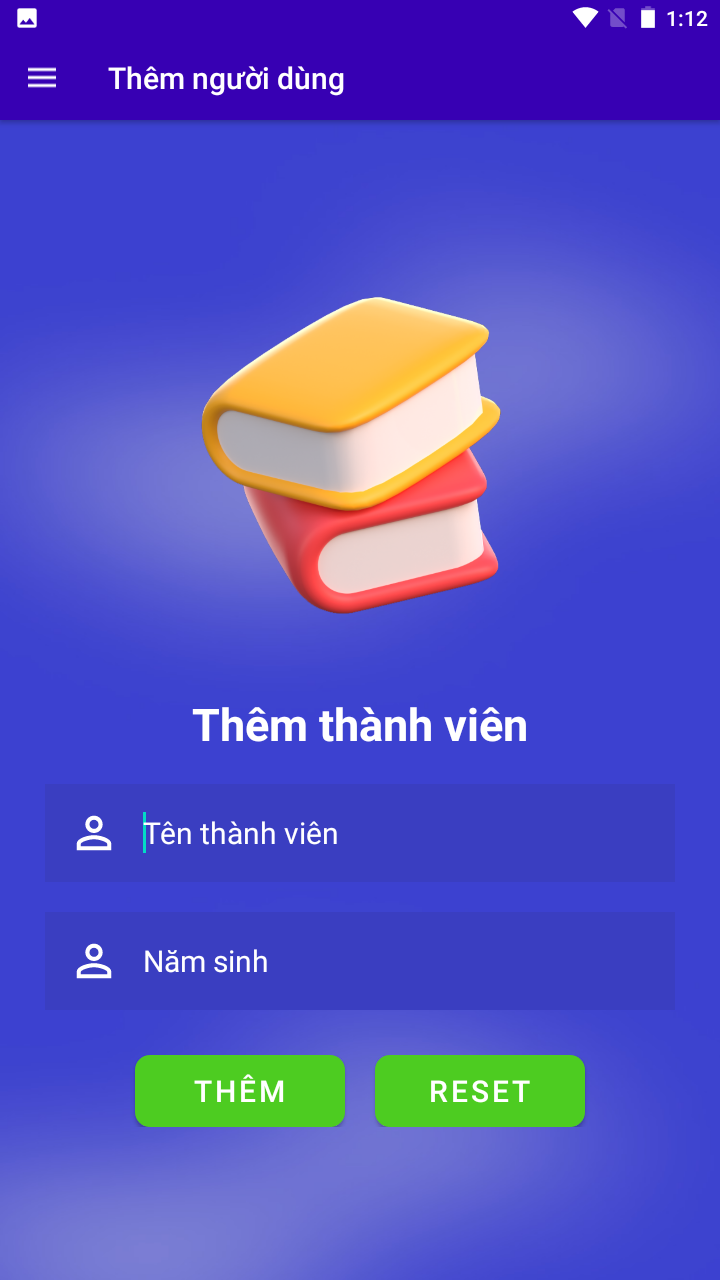 1:12
Thêm người dùng
Thêm thành viên
Tên thành viên
Năm sinh
THÊM
RESET